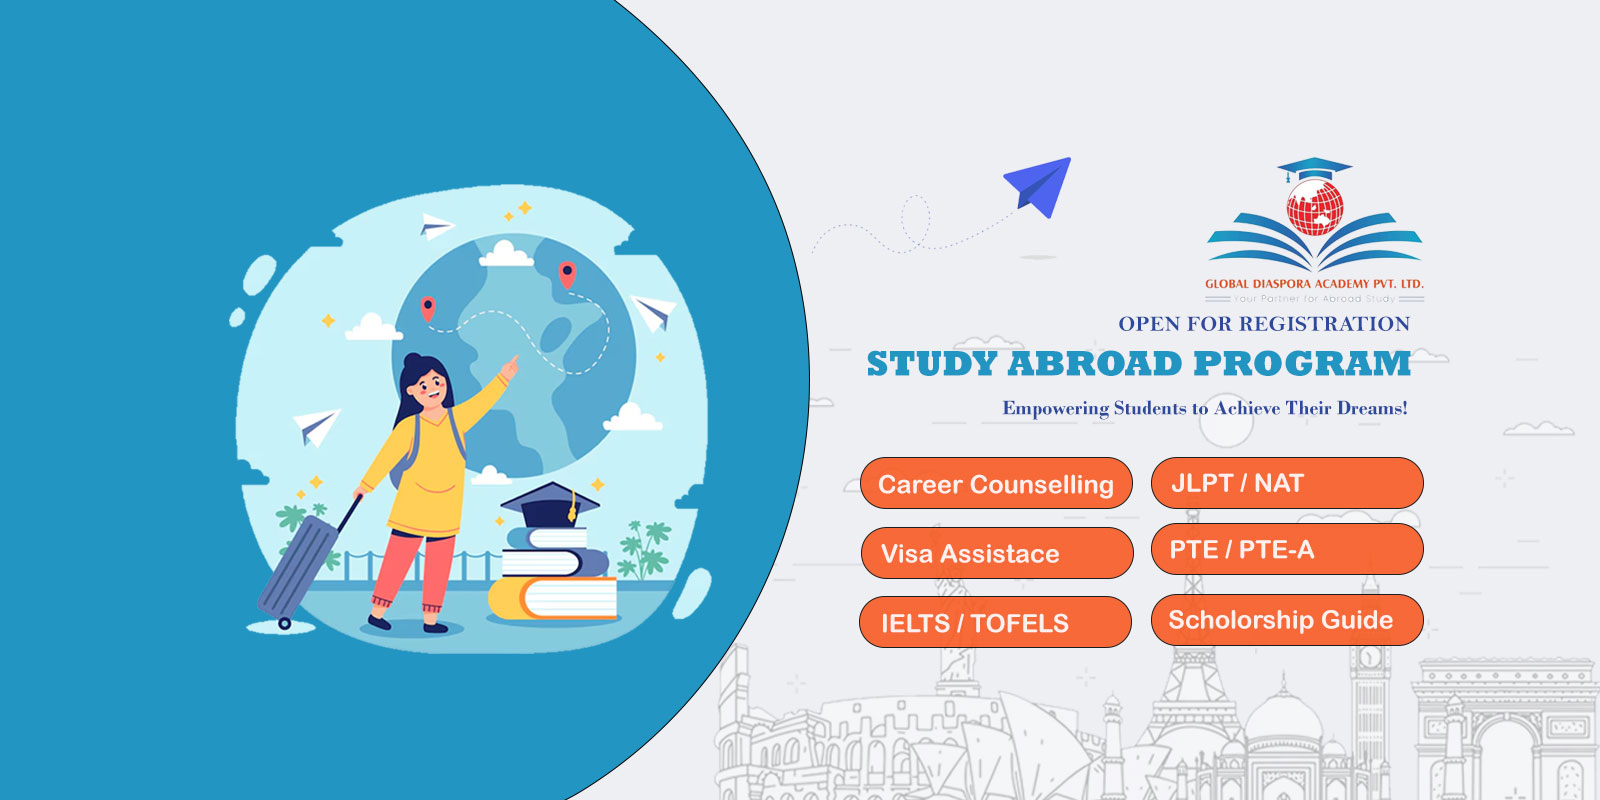 GLOBAL DIASPORA ACADEMY PVT. LTD.
Your Partner for Abroad Study
OPEN FOR REGISTRATION
STUDY ABROAD PROGRAM
Empowering Students to Achieve Their Dreams!
Career Counselling
JLPT / NAT
Visa Assistace
PTE / PTE-A
IELTS / TOFELS
Scholorship Guide